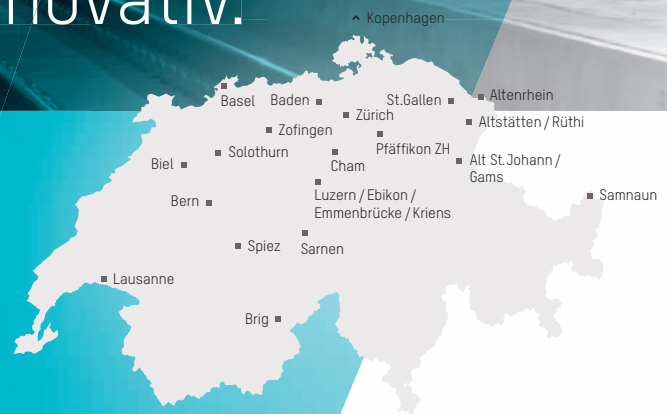 novativ.
Kopenhagen
Basel
Baden
St.Gallen
Altenrhein
Zürich
Altstätten / Rüthi
Zofingen
Pfäffikon ZH
Solothurn
Cham
Biel
Alt St. Johann /
Gams
Luzern / Ebikon /
Emmenbrücke / Kriens
Samnaun
Bern
Spiez
Sarnen
Lausanne
Brig